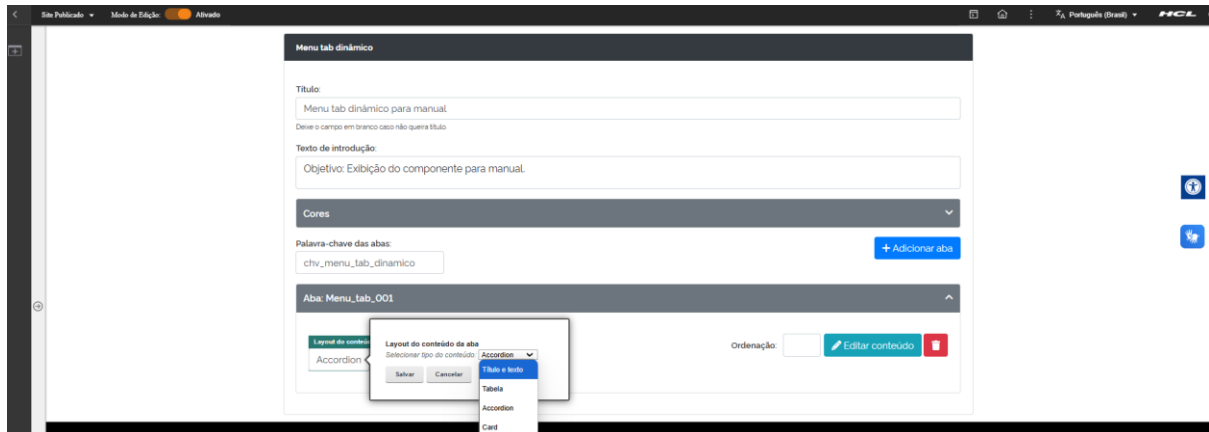 Site Publicado
Modo de Edição:
Ativado
Português (Brasil)
HCL
Menu tab dinâmico
Título:
Menu tab dinâmico para manual
Deixe o campo em branco caso não queira título.
Texto de introdução:
Objetivo: Exibição do componente para manual.
Cores
Palavra-chave das abas:
+ Adicionar aba
chv_menu_tab_dinamico
Aba: Menu_tab_001
Layout do conteúdo
Accordion
Layout do conteúdo da aba
Selecionar tipo do conteúdo: Accordion
Salvar
Cancelar
Título e texto
Tabela
Accordion
Card
Ordenação:
Editar conteúdo